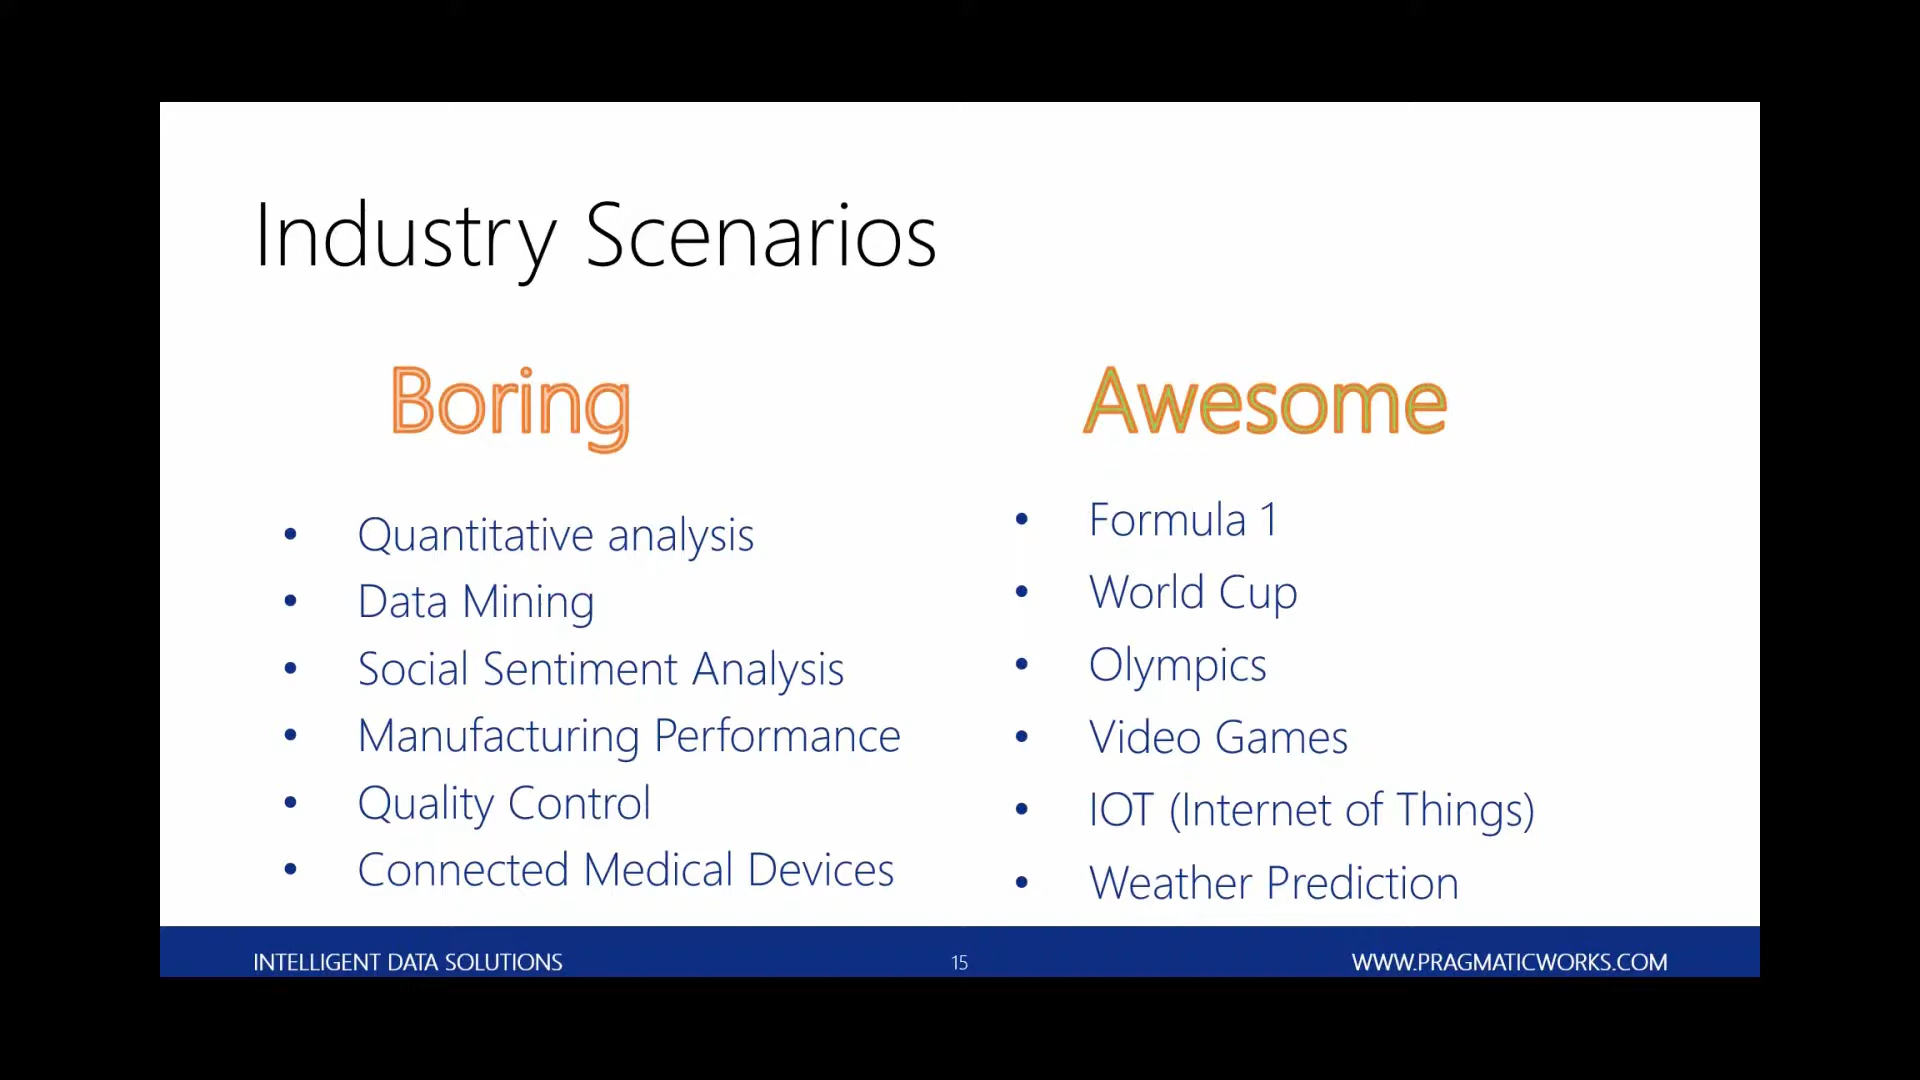 Industry Scenarios
Boring
• Quantitative analysis
• Data Mining
• Social Sentiment Analysis
• Manufacturing Performance
• Quality Control
• Connected Medical Devices
Awesome
• Formula 1
• World Cup
• Olympics
• Video Games
• IOT (Internet of Things)
• Weather Prediction
INTELLIGENT DATA SOLUTIONS
15
WWW.PRAGMATICWORKS.COM